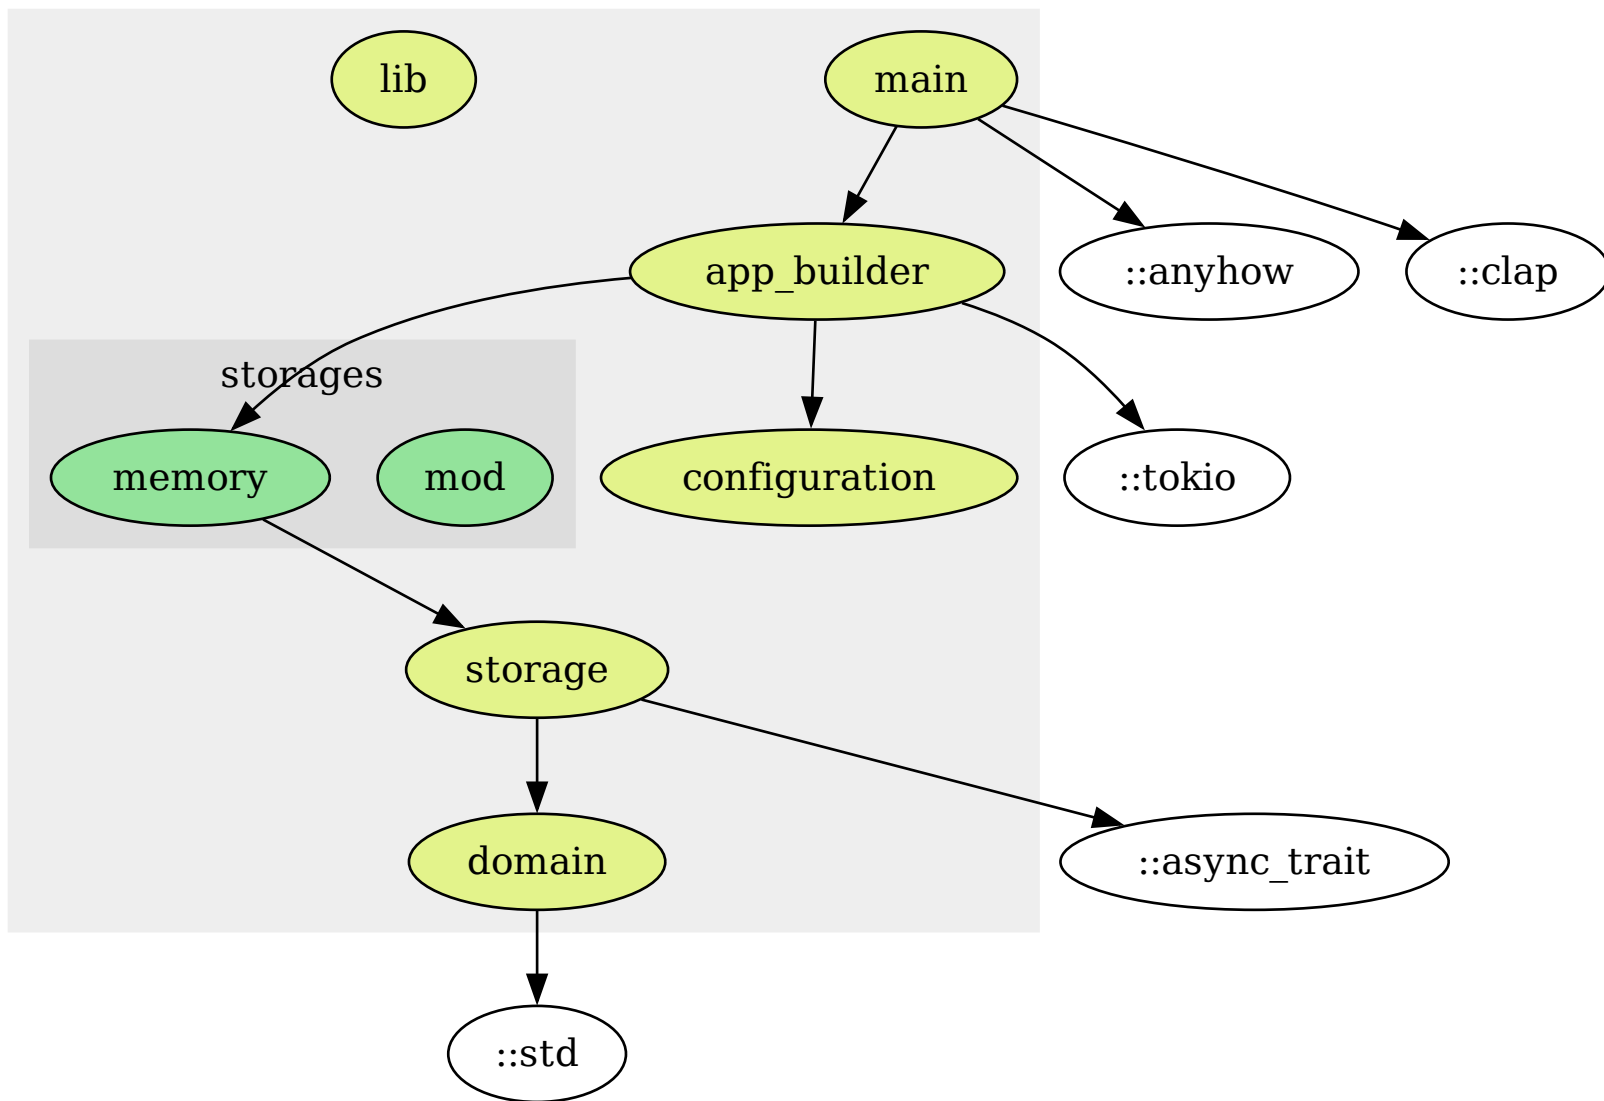 lib
main
app_builder
::anyhow
::clap
storages
memory
mod
configuration
::tokio
storage
domain
::async_trait
::std